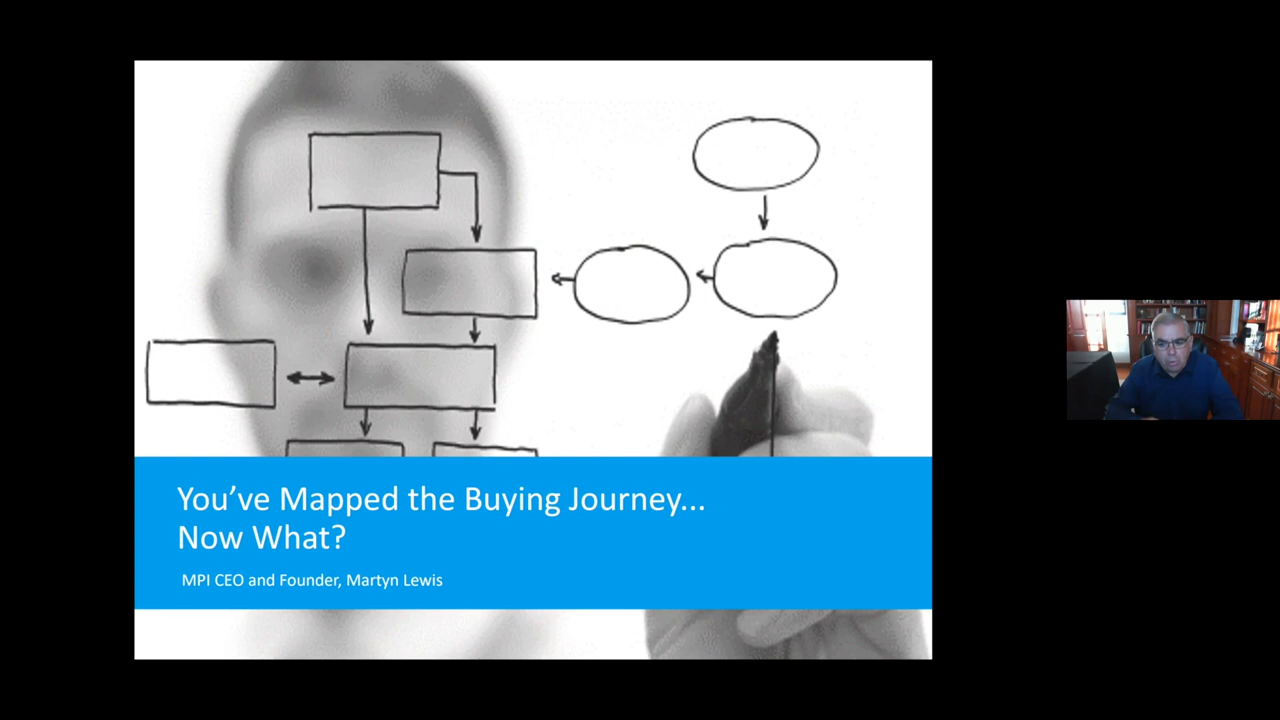 You've Mapped the Buying Journey...
Now What?
MPI CEO and Founder, Martyn Lewis